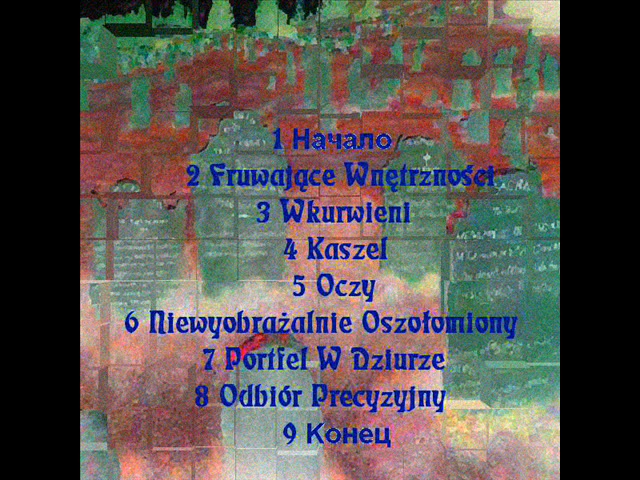 1 Начало
2 Fruwające Wnętrzności
3 Wkurwieni
4 Kaszel
5 Oczy
6 Niewyobrażalnie Oszołomiony
7 Portfel W Dziurze
8 Odbiór Precyzyjny
9 Конец